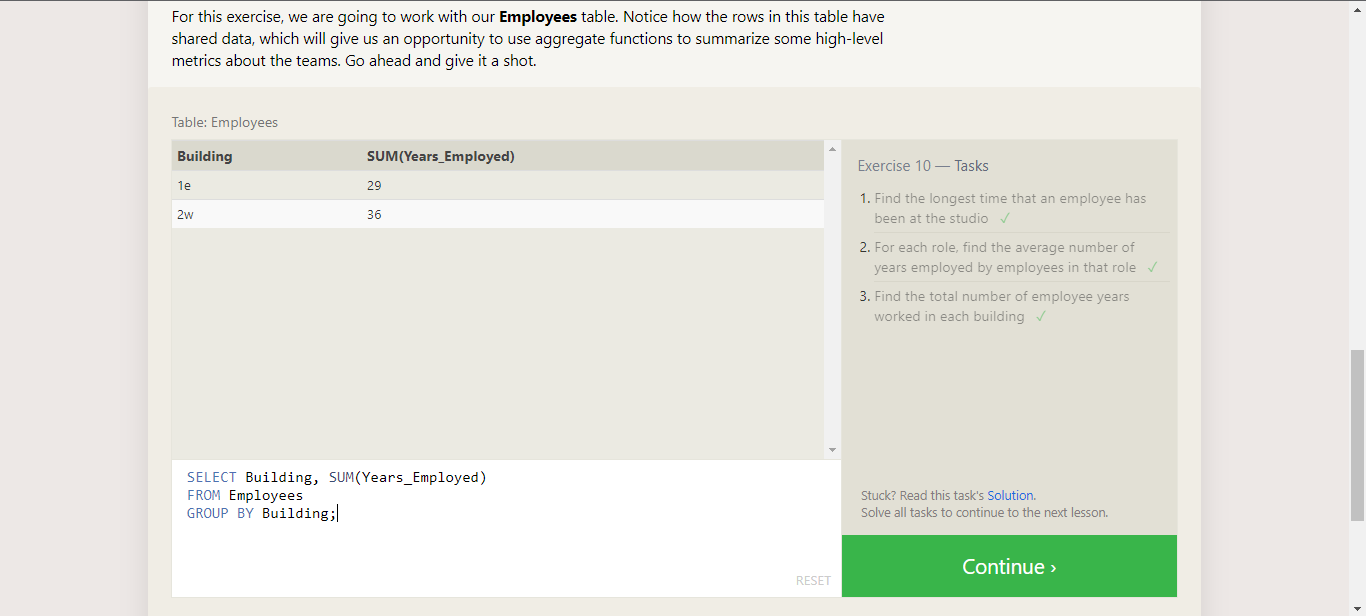 For this exercise, we are going to work with our Employees table. Notice how the rows in this table have
shared data, which will give us an opportunity to use aggregate functions to summarize some high-level
metrics about the teams. Go ahead and give it a shot.
Table: Employees
Building SUM(Years_Employed)
1e 29
2w 36
SELECT Building, SUM(Years_Employed)
FROM Employees
GROUP BY Building;
RESET
Exercise 10 — Tasks
1. Find the longest time that an employee has
been at the studio ✓
2. For each role, find the average number of
years employed by employees in that role ✓
3. Find the total number of employee years
worked in each building ✓
Stuck? Read this task's Solution.
Solve all tasks to continue to the next lesson.
Continue ›